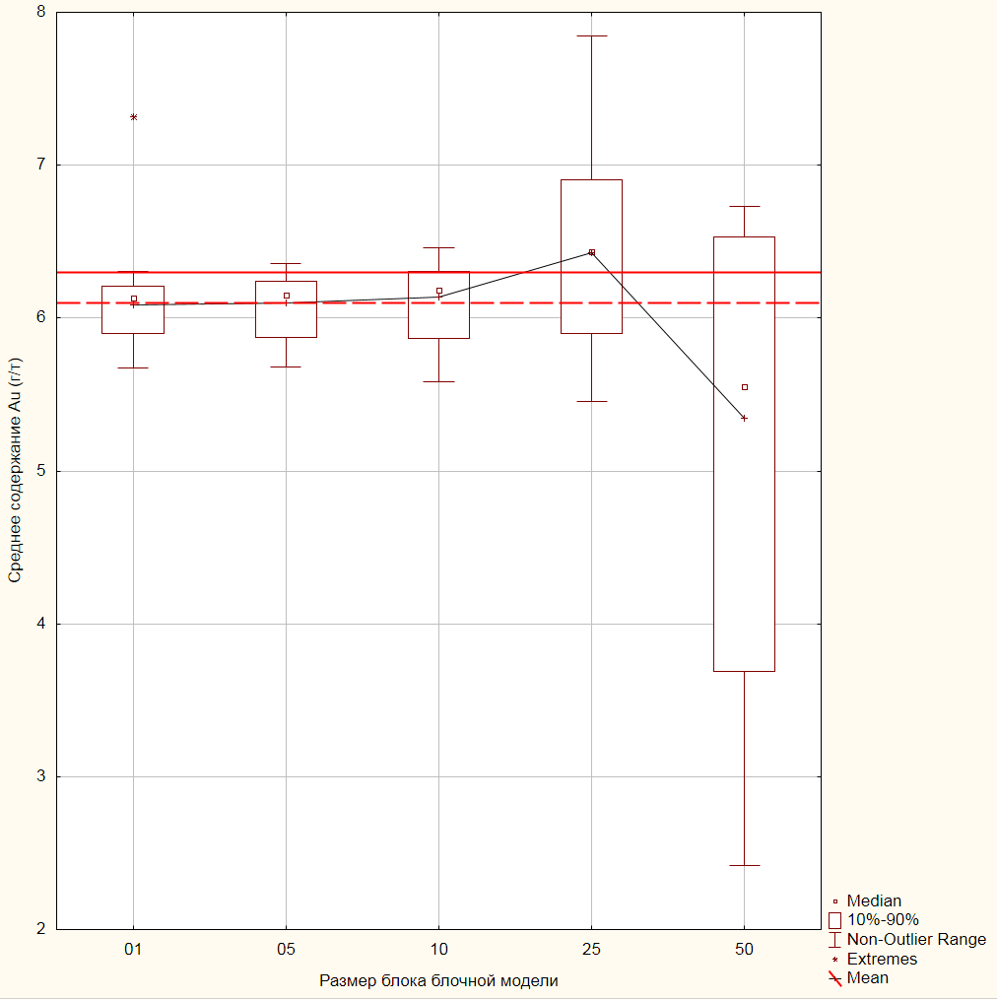 8
7
6
5
4
3
2
Среднее содержание Au (г/т)
01 05 10 25 50
Размер блока блочной модели
Median
10%-90%
Non-Outlier Range
Extremes
Mean